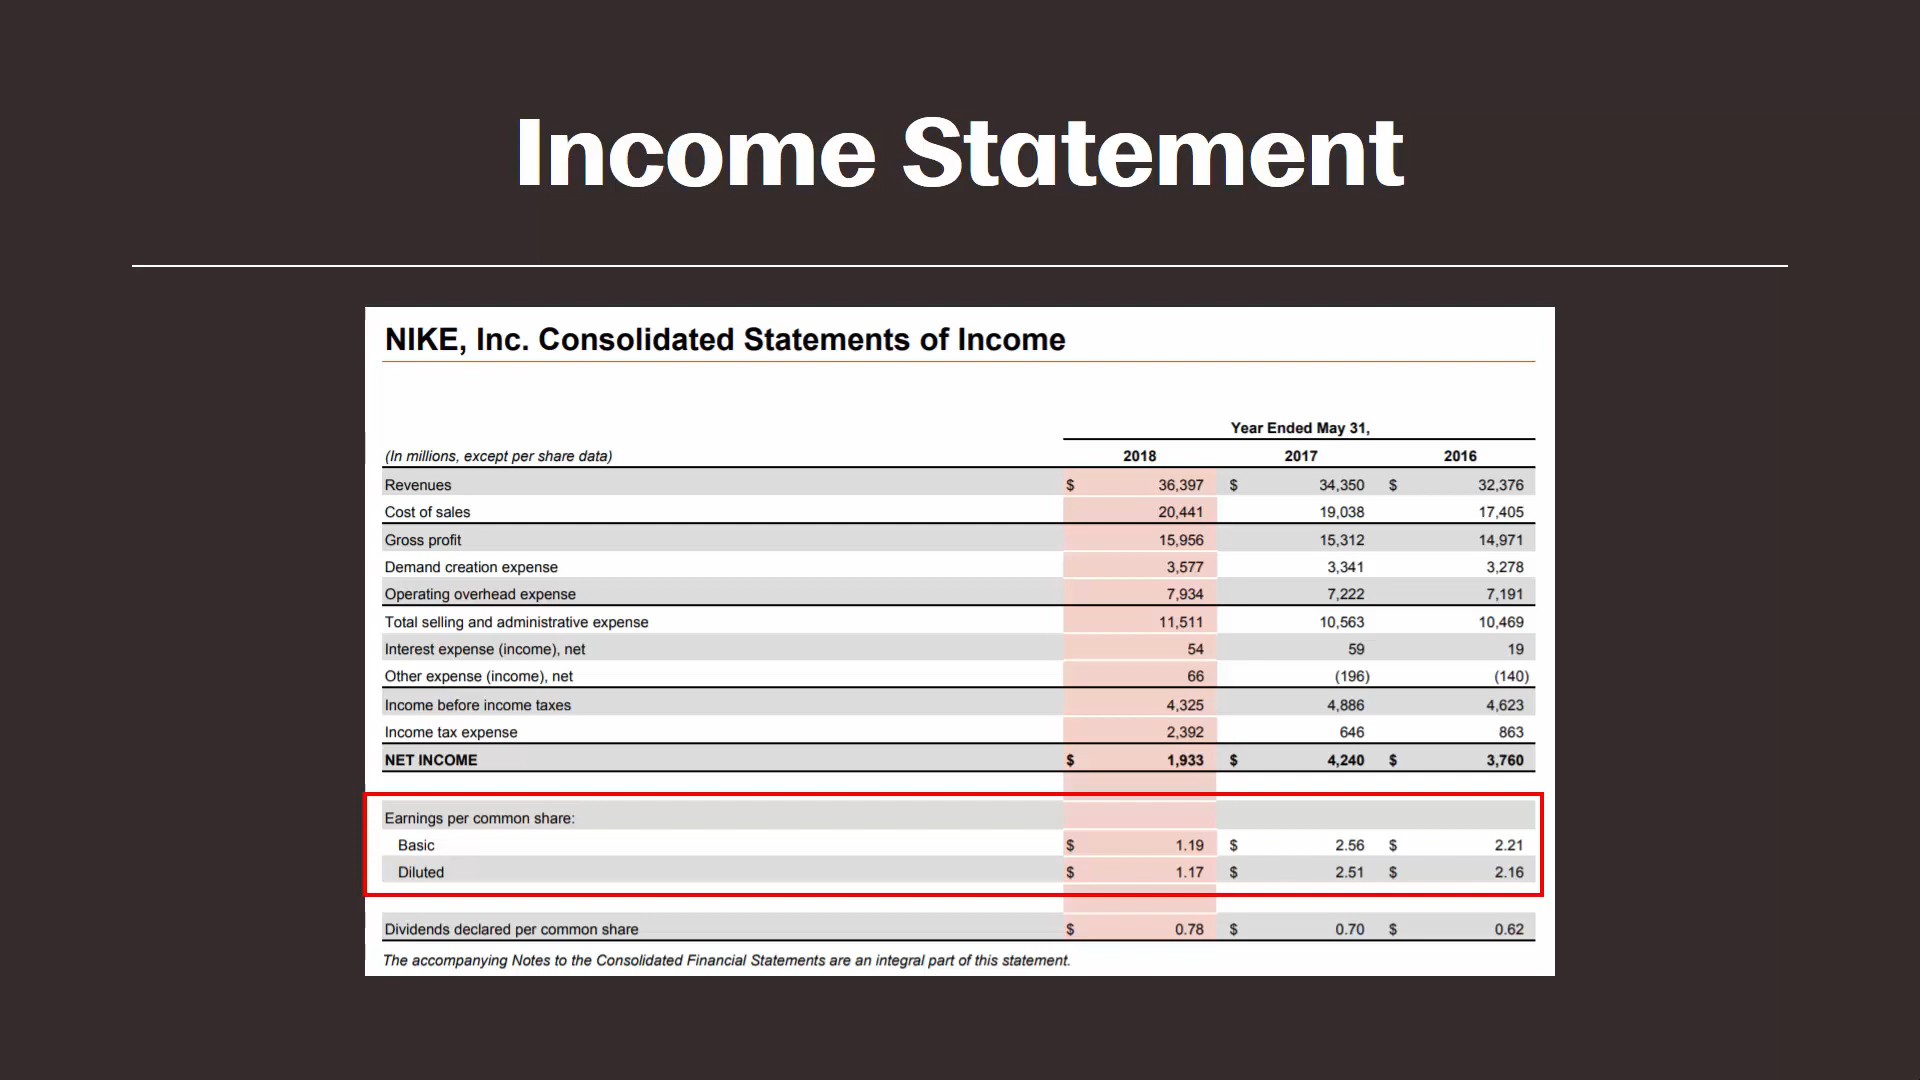 Income Statement
NIKE, Inc. Consolidated Statements of Income
Year Ended May 31,
(In millions, except per share data) 2018 2017 2016
Revenues $ 36,397 $ 34,350 $ 32,376
Cost of sales 20,441 19,038 17,405
Gross profit 15,956 15,312 14,971
Demand creation expense 3,577 3,341 3,278
Operating overhead expense 7,934 7,222 7,191
Total selling and administrative expense 11,511 10,563 10,469
Interest expense (income), net 54 59 19
Other expense (income), net 66 (196) (140)
Income before income taxes 4,325 4,886 4,623
Income tax expense 2,392 646 863
NET INCOME $ 1,933 $ 4,240 $ 3,760
Earnings per common share:
Basic $ 1.19 $ 2.56 $ 2.21
Diluted $ 1.17 $ 2.51 $ 2.16
Dividends declared per common share $ 0.78 $ 0.70 $ 0.62
The accompanying Notes to the Consolidated Financial Statements are an integral part of this statement.